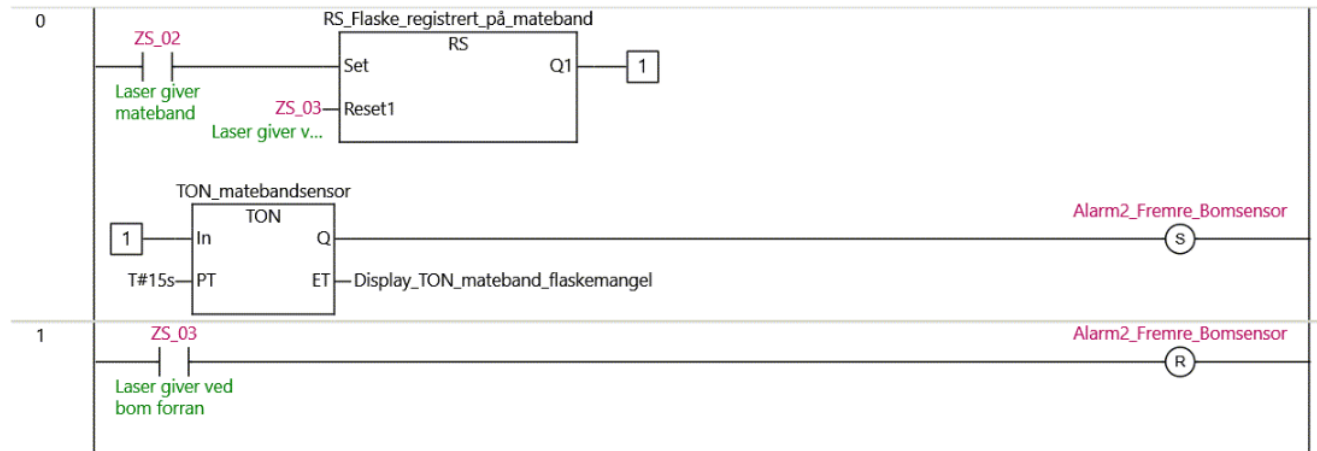 0
RS_Flaske_registrert_på_mateband
ZS_02
RS
Set
Q1
1
Laser giver
mateband
ZS_03
Reset1
Laser giver v...
TON_matebandsensor
TON
Alarm2_Fremre_Bomsensor
1
In
Q
S
T#15s
PT
ET
Display_TON_mateband_flaskemangel
1
ZS_03
Alarm2_Fremre_Bomsensor
R
Laser giver ved
bom forran